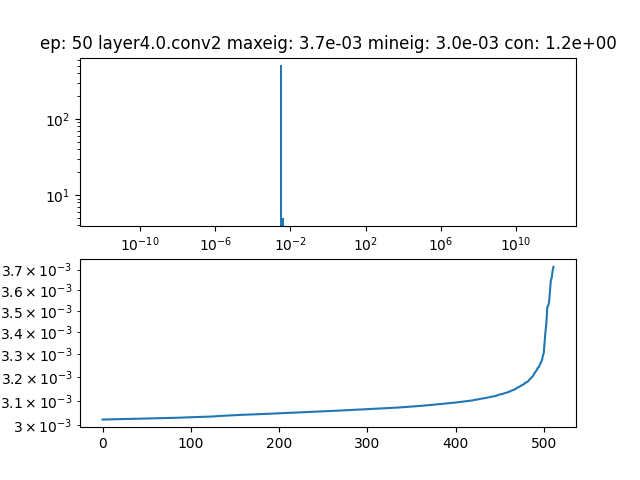 ep: 50 layer4.0.conv2 maxeig: 3.7e-03 mineig: 3.0e-03 con: 1.2e+00
10²
10¹
10⁻¹⁰ 10⁻⁶ 10⁻² 10² 10⁶ 10¹⁰
3.7 × 10⁻³
3.6 × 10⁻³
3.5 × 10⁻³
3.4 × 10⁻³
3.3 × 10⁻³
3.2 × 10⁻³
3.1 × 10⁻³
3 × 10⁻³
0 100 200 300 400 500